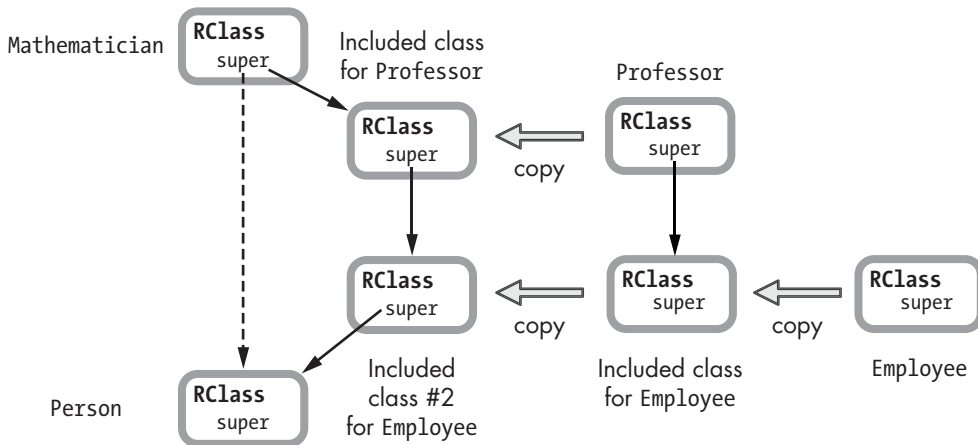 Mathematician
RClass
super
Included class
for Professor
Professor
RClass
super
copy
RClass
super
RClass
super
copy
RClass
super
copy
RClass
super
Person
RClass
super
Included
class #2
for Employee
Included class
for Employee
Employee